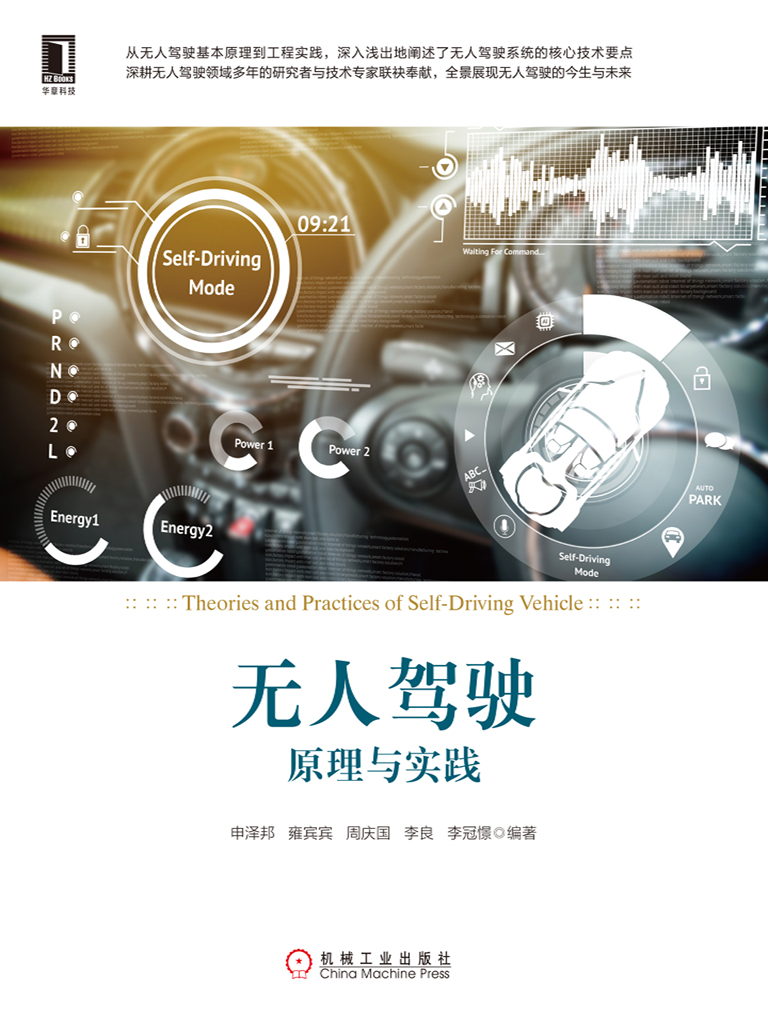 从无人驾驶基本原理到工程实践，深入浅出地阐述了无人驾驶系统的核心技术要点
深耕无人驾驶领域多年的研究者与技术专家联袂奉献，全景展现无人驾驶的今生与未来
HZ Books
华章科技
09:21
Self-Driving
Mode
Waiting For Command...
P
R
N
D
2
L
Power 1
Power 2
Energy1
Energy2
ABC
AUTO
PARK
Self-Driving
Mode
Theories and Practices of Self-Driving Vehicle
无人驾驶
原理与实践
申泽邦 雍宾宾 周庆国 李良 李冠憬◎编著
机械工业出版社
China Machine Press